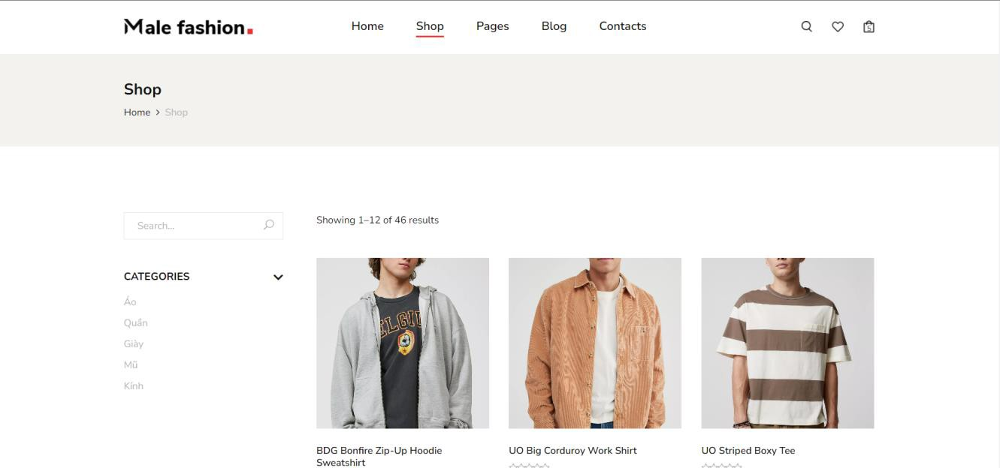 Male fashion.
Home Shop Pages Blog Contacts
5
Shop
Home > Shop
Search...
Showing 1–12 of 46 results
CATEGORIES
Áo
Quần
Giày
Mũ
Kính
BDG Bonfire Zip-Up Hoodie
Sweatshirt
UO Big Corduroy Work Shirt
UO Striped Boxy Tee